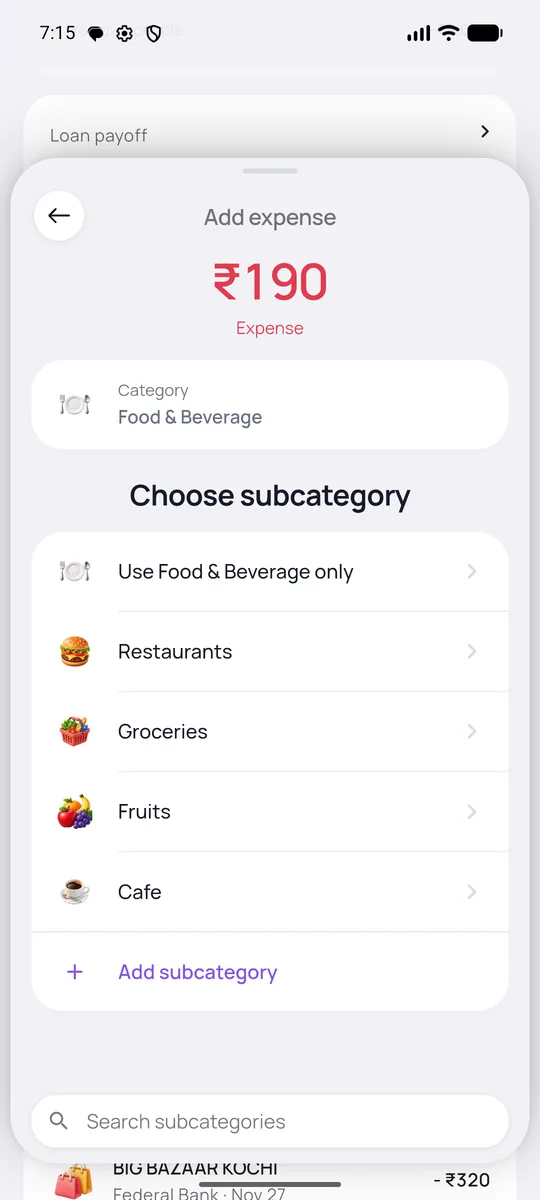 7:15
Loan payoff
Add expense
₹190
Expense
Category
Food & Beverage
Choose subcategory
Use Food & Beverage only
Restaurants
Groceries
Fruits
Cafe
+ Add subcategory
Search subcategories
BIG BAZAAR KOCHI
- ₹320
Federal Bank · Nov 27